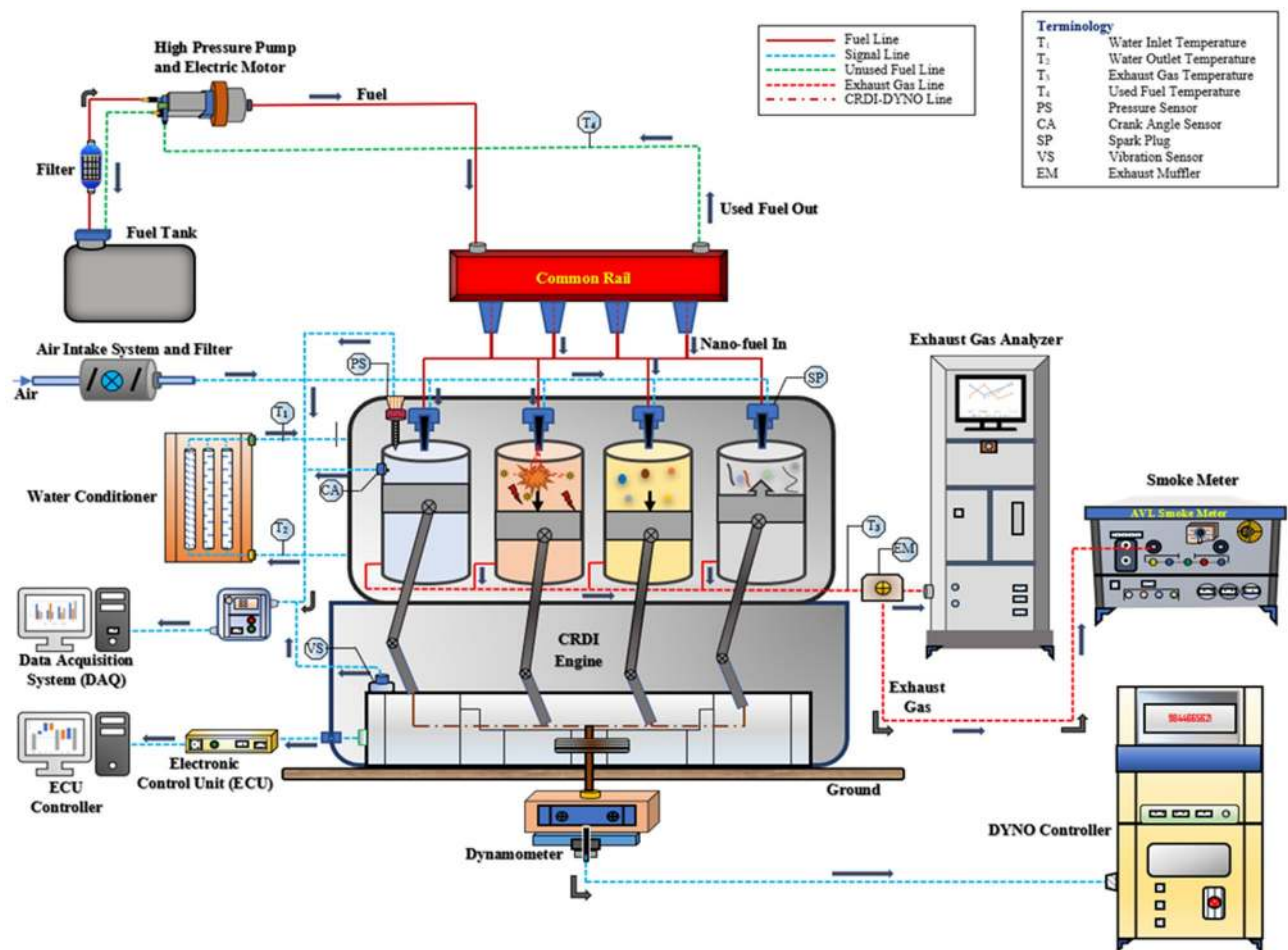 High Pressure Pump
and Electric Motor
Fuel
Filter
Fuel Tank
T₄
Used Fuel Out
Fuel Line
Signal Line
Unused Fuel Line
Exhaust Gas Line
CRDI-DYNO Line
Terminology
T₁ Water Inlet Temperature
T₂ Water Outlet Temperature
T₃ Exhaust Gas Temperature
T₄ Used Fuel Temperature
PS Pressure Sensor
CA Crank Angle Sensor
SP Spark Plug
VS Vibration Sensor
EM Exhaust Muffler
Common Rail
Nano-fuel In
Air Intake System and Filter
Air
PS
SP
T₁
CA
Water Conditioner
T₂
T₃
EM
Exhaust Gas Analyzer
Smoke Meter
AVL Smoke Meter
Data Acquisition
System (DAQ)
VS
CRDI
Engine
Exhaust
Gas
ECU
Controller
Electronic
Control Unit (ECU)
Ground
Dynamometer
DYNO Controller
9844665621